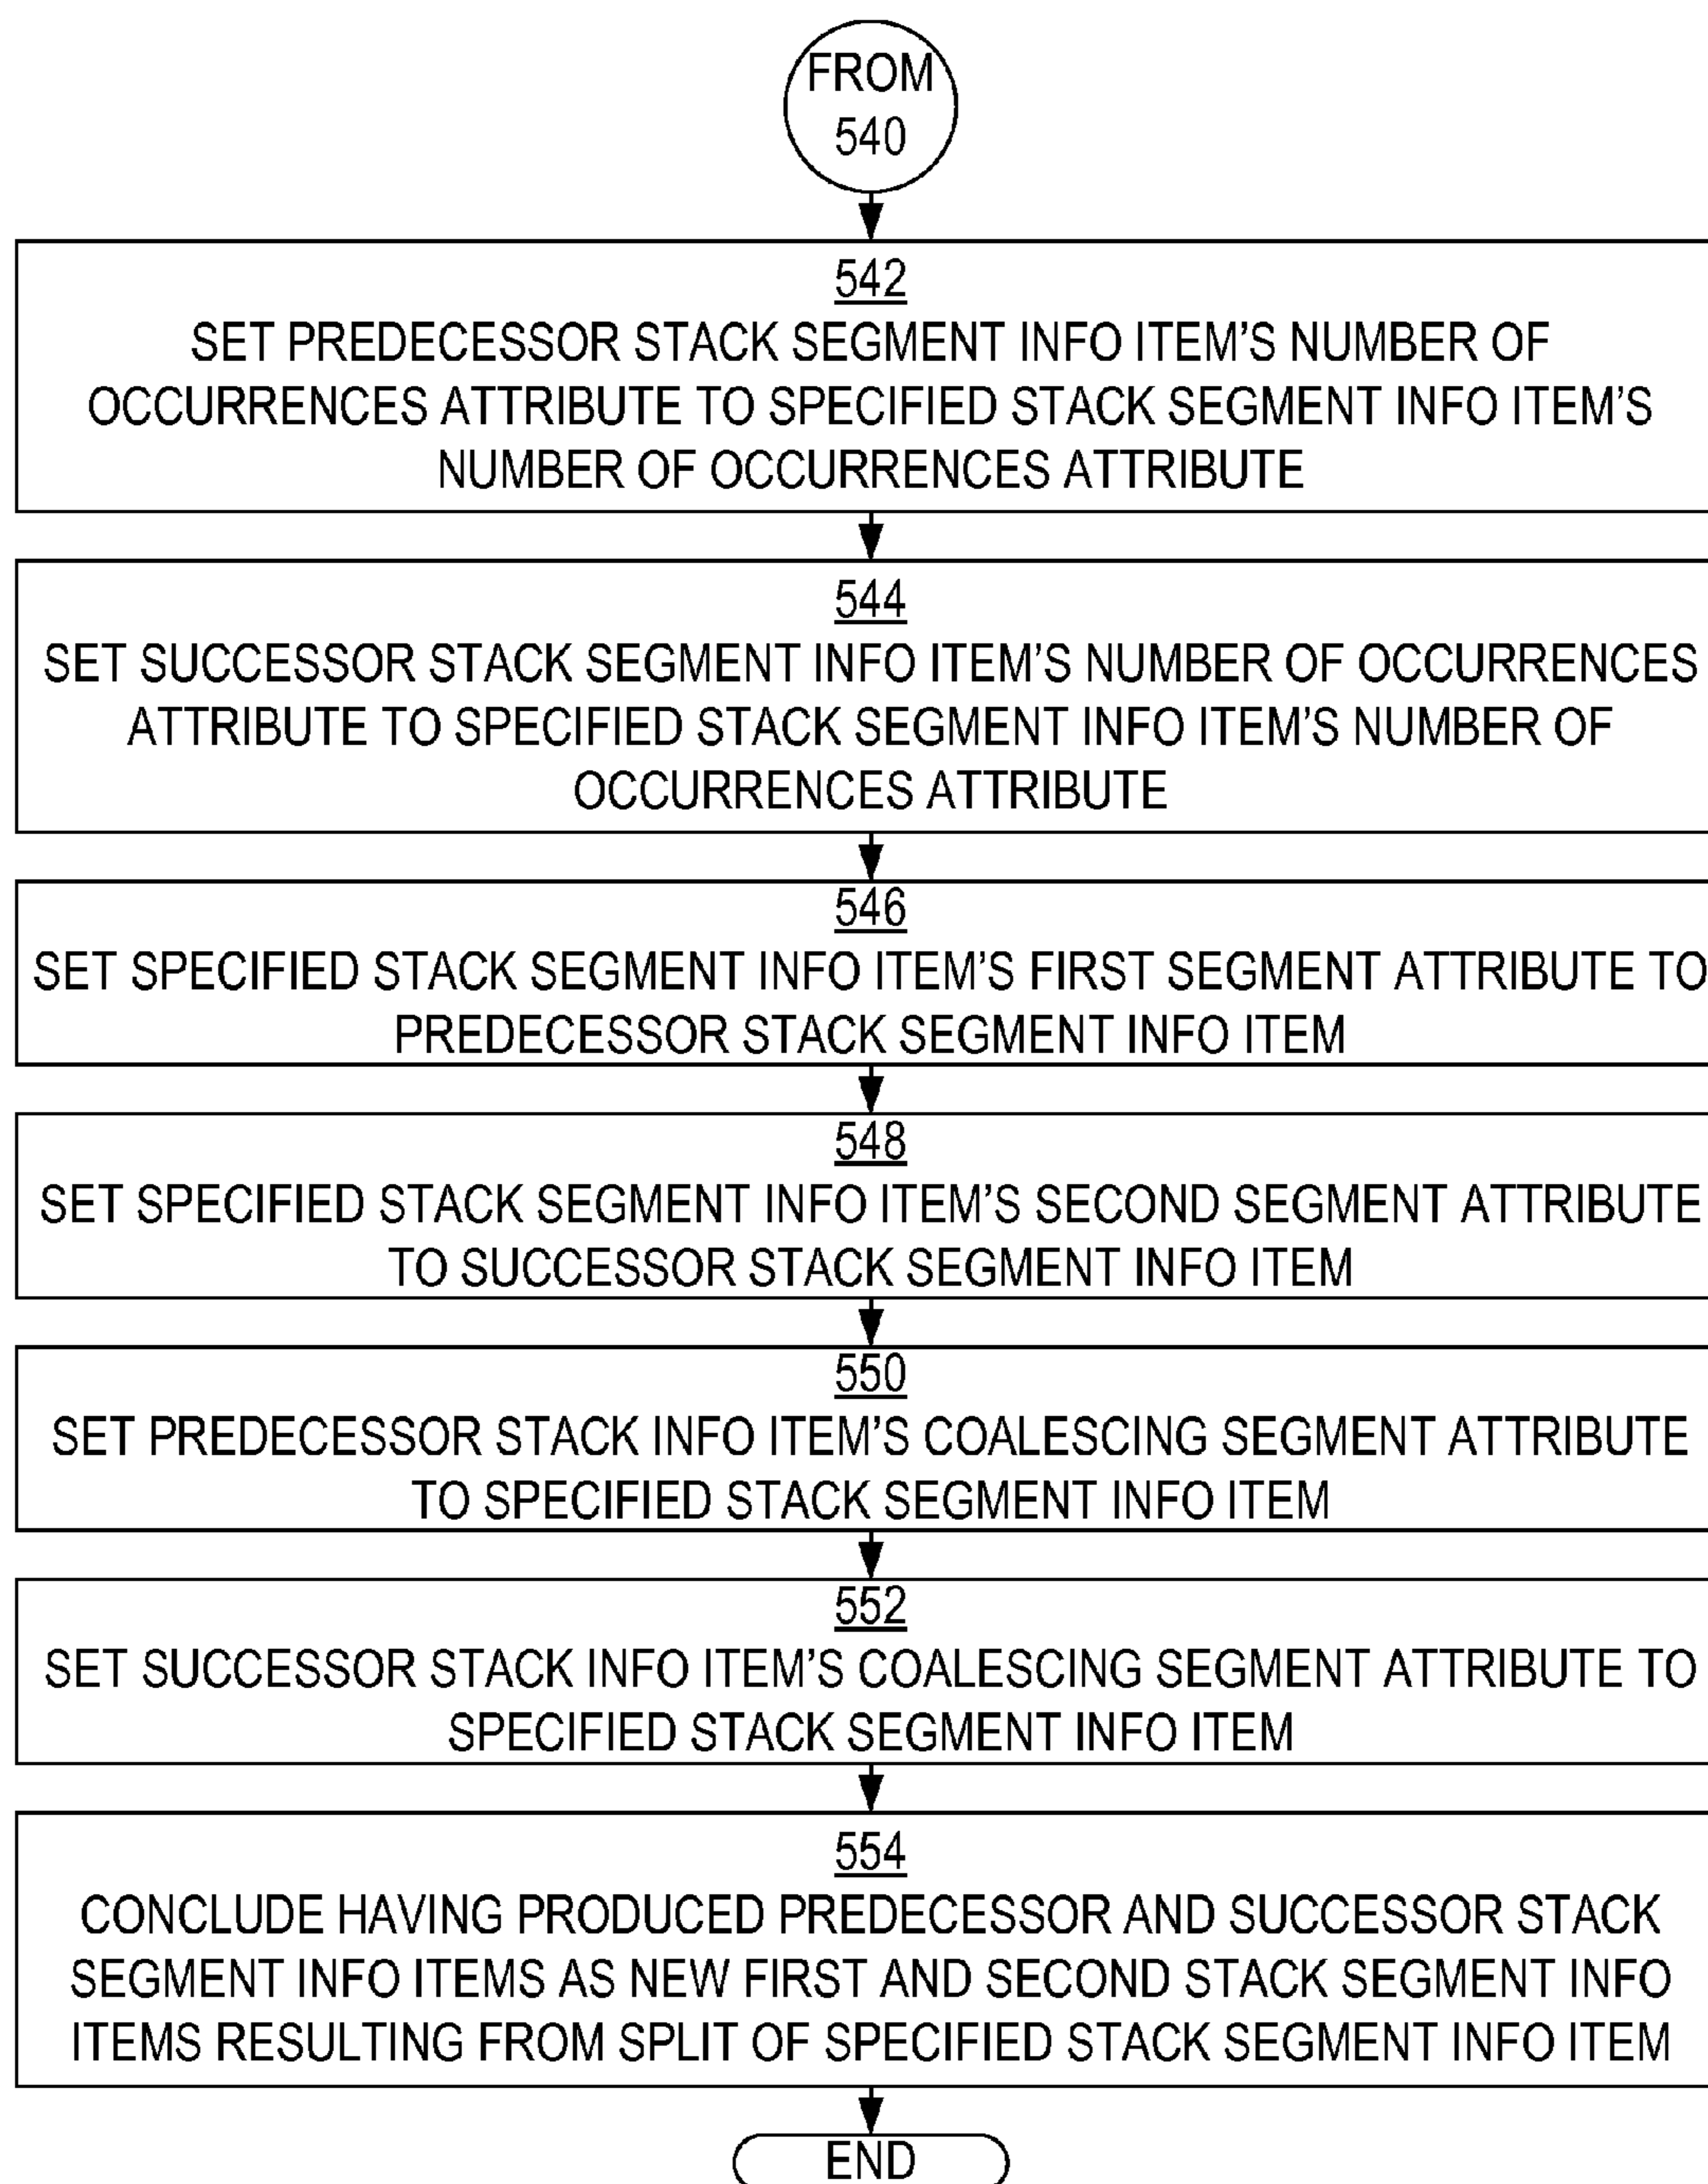 FROM
540
542
SET PREDECESSOR STACK SEGMENT INFO ITEM'S NUMBER OF
OCCURRENCES ATTRIBUTE TO SPECIFIED STACK SEGMENT INFO ITEM'S
NUMBER OF OCCURRENCES ATTRIBUTE
544
SET SUCCESSOR STACK SEGMENT INFO ITEM'S NUMBER OF OCCURRENCES
ATTRIBUTE TO SPECIFIED STACK SEGMENT INFO ITEM'S NUMBER OF
OCCURRENCES ATTRIBUTE
546
SET SPECIFIED STACK SEGMENT INFO ITEM'S FIRST SEGMENT ATTRIBUTE TO
PREDECESSOR STACK SEGMENT INFO ITEM
548
SET SPECIFIED STACK SEGMENT INFO ITEM'S SECOND SEGMENT ATTRIBUTE
TO SUCCESSOR STACK SEGMENT INFO ITEM
550
SET PREDECESSOR STACK INFO ITEM'S COALESCING SEGMENT ATTRIBUTE
TO SPECIFIED STACK SEGMENT INFO ITEM
552
SET SUCCESSOR STACK INFO ITEM'S COALESCING SEGMENT ATTRIBUTE TO
SPECIFIED STACK SEGMENT INFO ITEM
554
CONCLUDE HAVING PRODUCED PREDECESSOR AND SUCCESSOR STACK
SEGMENT INFO ITEMS AS NEW FIRST AND SECOND STACK SEGMENT INFO
ITEMS RESULTING FROM SPLIT OF SPECIFIED STACK SEGMENT INFO ITEM
END